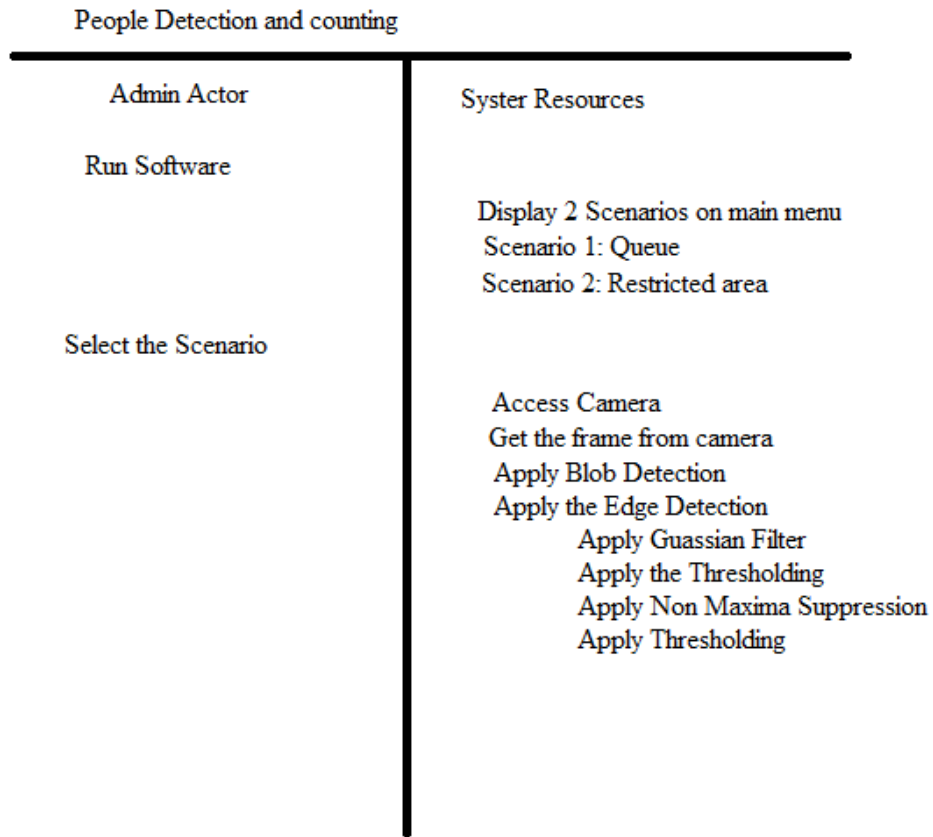 People Detection and counting
Admin Actor
Syster Resources
Run Software
Display 2 Scenarios on main menu
Scenario 1: Queue
Scenario 2: Restricted area
Select the Scenario
Access Camera
Get the frame from camera
Apply Blob Detection
Apply the Edge Detection
Apply Guassian Filter
Apply the Thresholding
Apply Non Maxima Suppression
Apply Thresholding